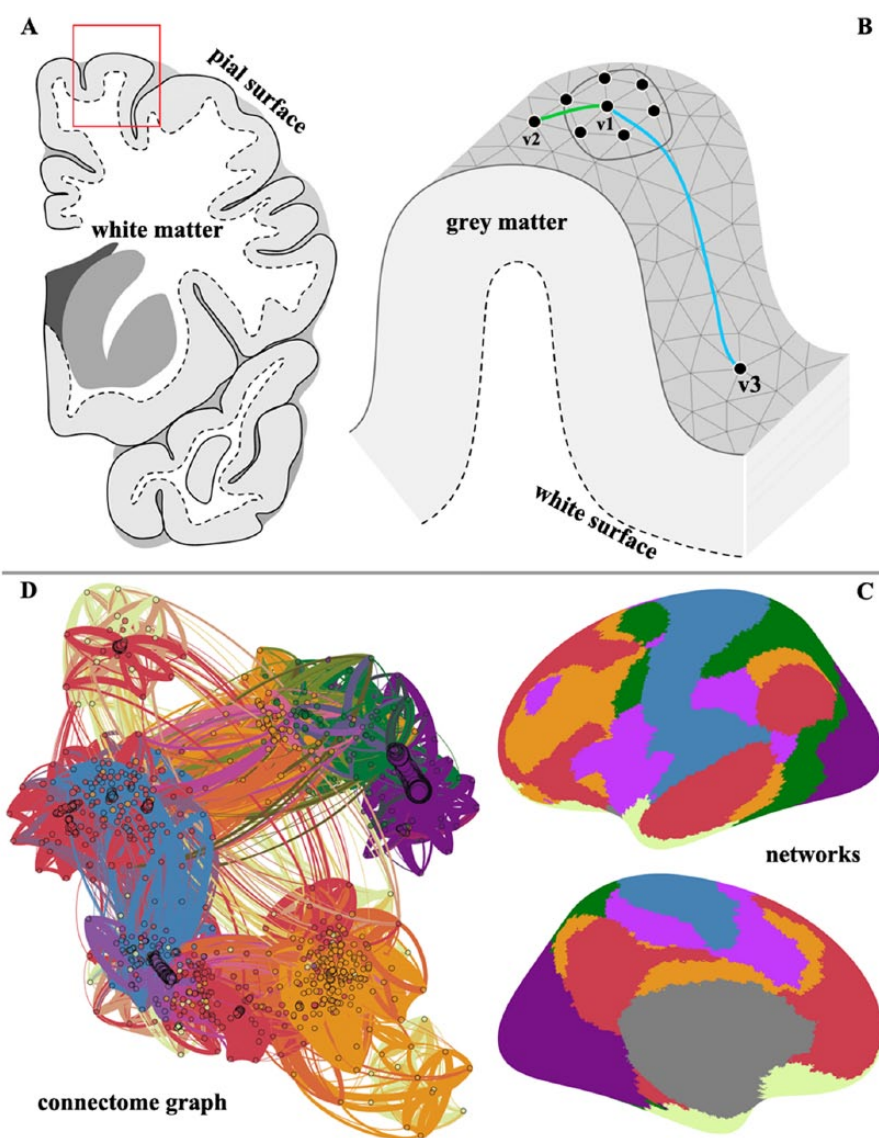 A
pial surface
white matter
B
v1
v2
grey matter
v3
white surface
D
connectome graph
C
networks